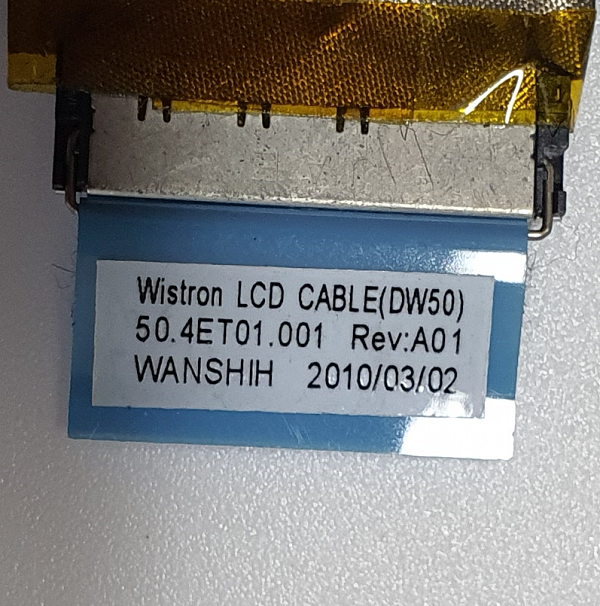 Wistron LCD CABLE(DW50)
50.4ET01.001 Rev:A01
WANSHIH 2010/03/02